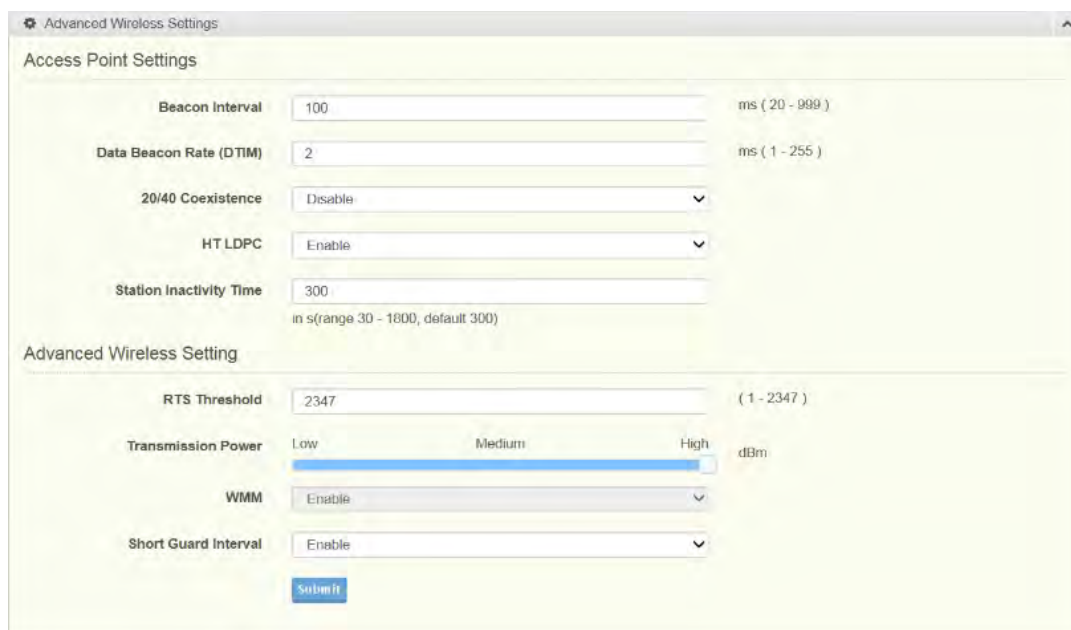 Advanced Wireless Settings
Access Point Settings
Beacon Interval 100 ms ( 20 - 999 )
Data Beacon Rate (DTIM) 2 ms ( 1 - 255 )
20/40 Coexistence Disable
HT LDPC Enable
Station Inactivity Time 300
in s(range 30 - 1800, default 300)
Advanced Wireless Setting
RTS Threshold 2347 ( 1 - 2347 )
Transmission Power Low Medium High dBm
WMM Enable
Short Guard Interval Enable
Submit